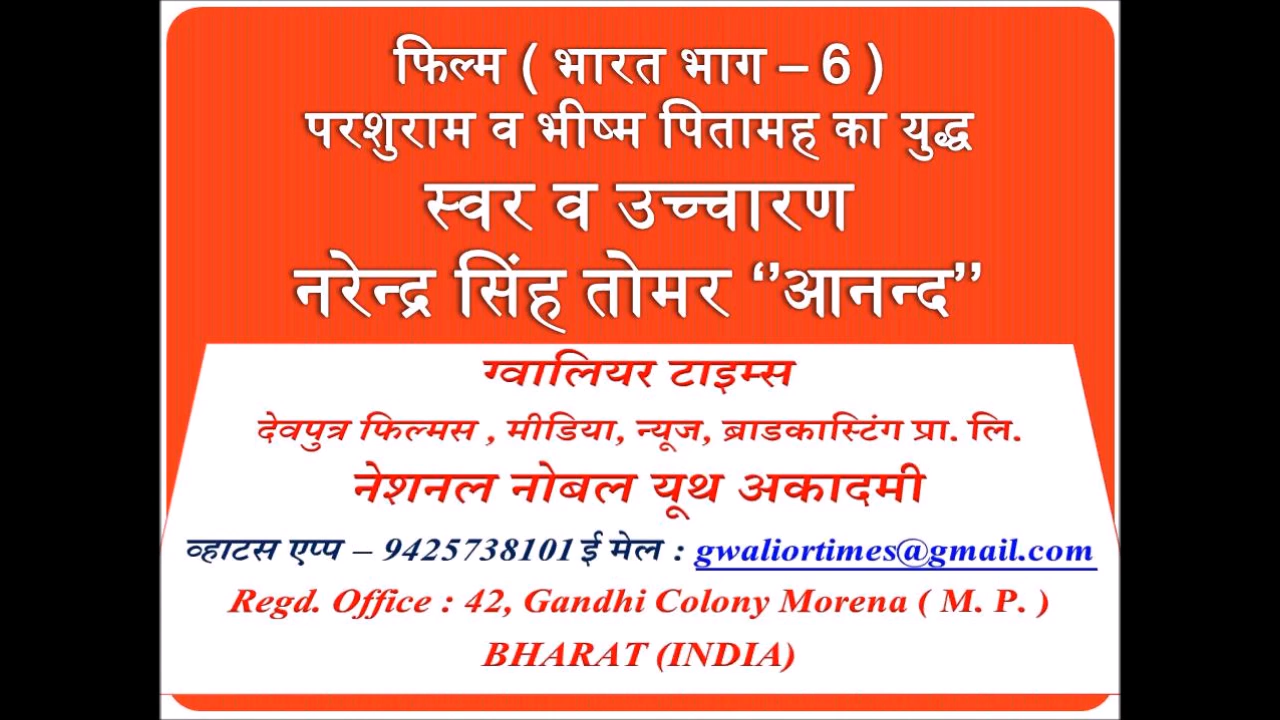 फिल्म ( भारत भाग – 6 )
परशुराम व भीष्म पितामह का युद्ध
स्वर व उच्चारण
नरेन्द्र सिंह तोमर ‘‘आनन्द’’
ग्वालियर टाइम्स
देवपुत्र फिल्मस , मीडिया, न्यूज, ब्राडकास्टिंग प्रा. लि.
नेशनल नोबल यूथ अकादमी
व्हाटस एप्प – 9425738101 ई मेल : gwaliortimes@gmail.com
Regd. Office : 42, Gandhi Colony Morena ( M. P. )
BHARAT (INDIA)